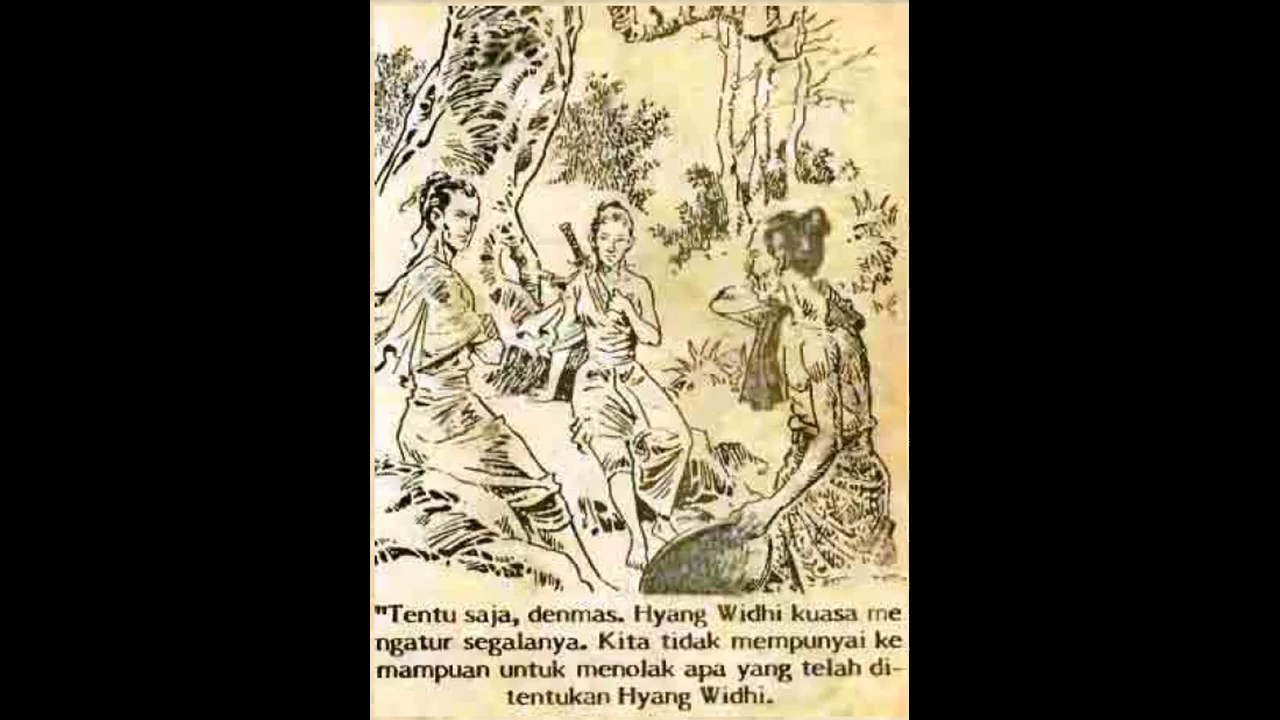 "Tentu saja, denmas. Hyang Widhi kuasa me
ngatur segalanya. Kita tidak mempunyai ke
mampuan untuk menolak apa yang telah di-
tentukan Hyang Widhi.